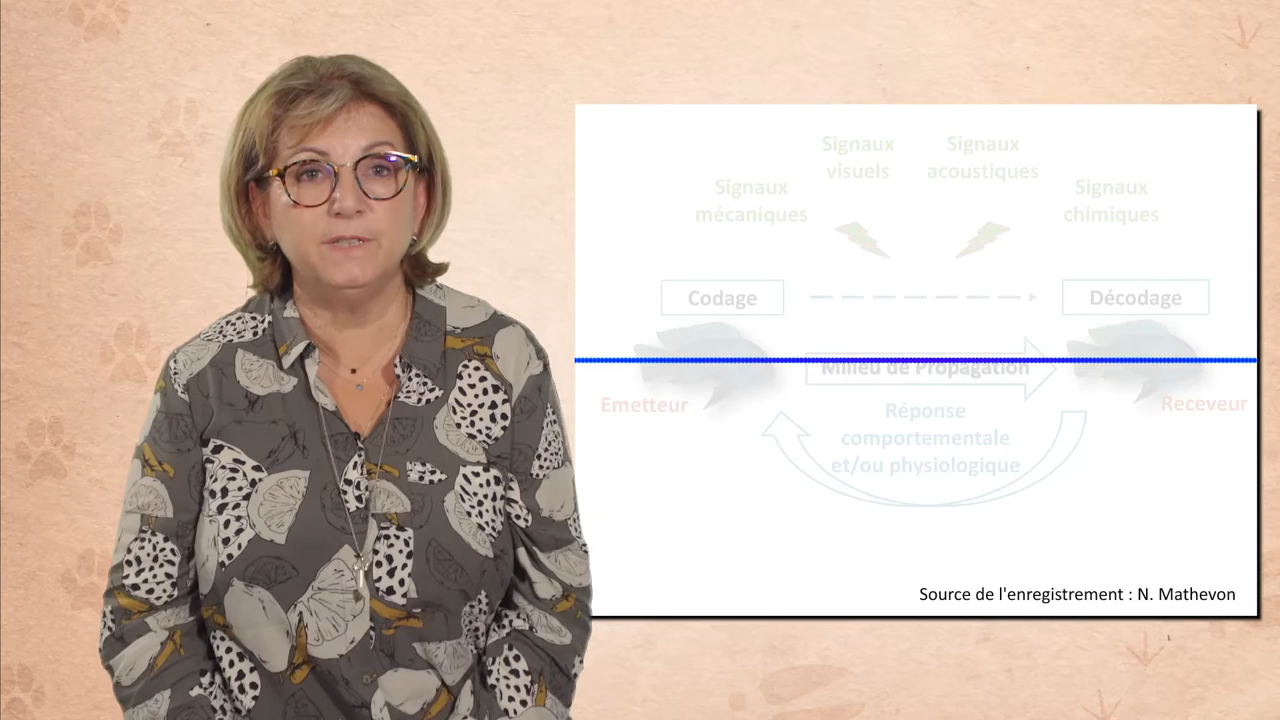 Signaux
visuels
Signaux
acoustiques
Signaux
mécaniques
Signaux
chimiques
Codage
Décodage
Milieu de Propagation
Emetteur
Receveur
Réponse
comportementale
et/ou physiologique
Source de l'enregistrement : N. Mathevon